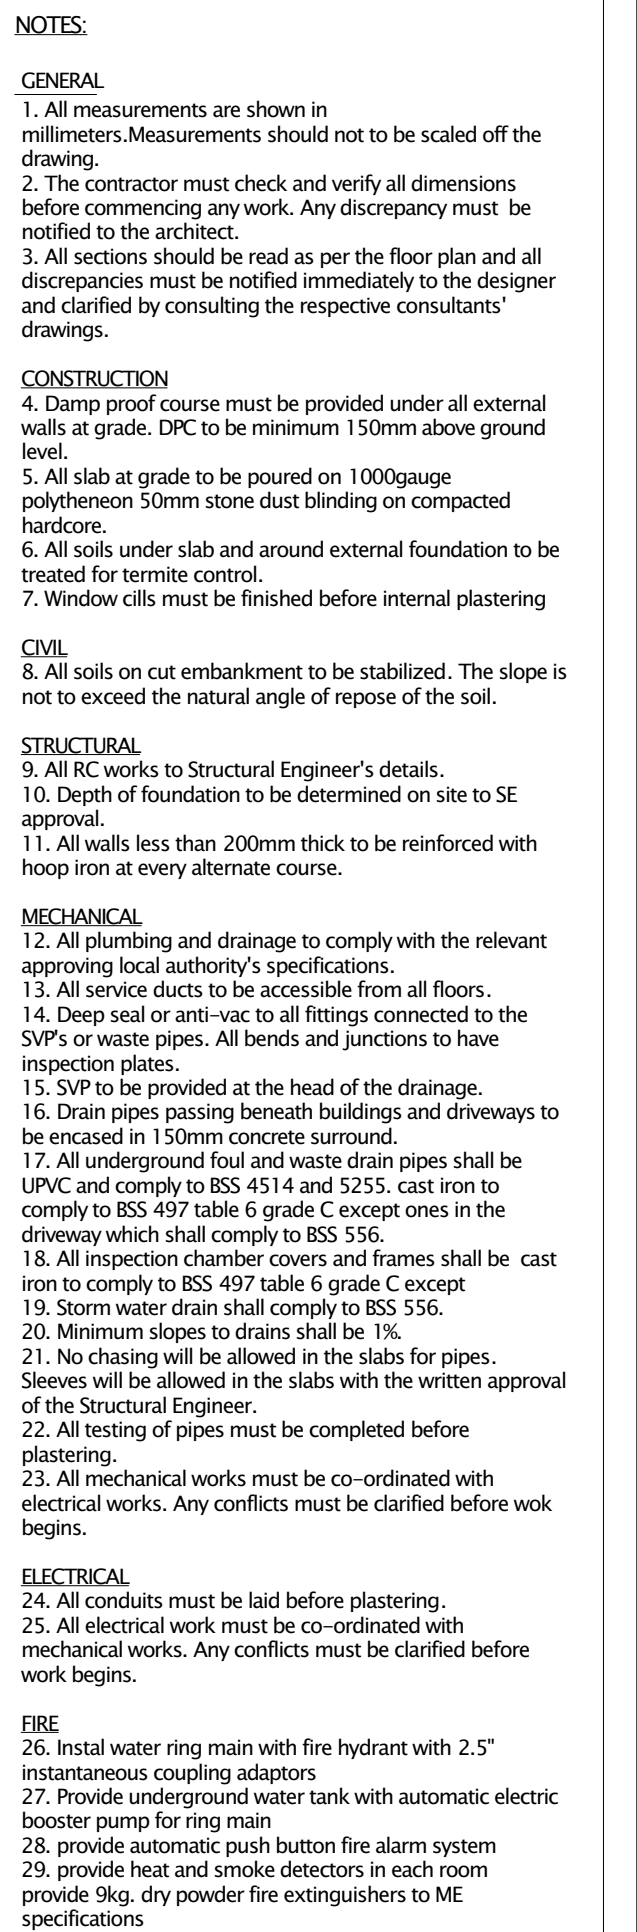 NOTES:
GENERAL
1. All measurements are shown in
millimeters.Measurements should not to be scaled off the
drawing.
2. The contractor must check and verify all dimensions
before commencing any work. Any discrepancy must  be
notified to the architect.
3. All sections should be read as per the floor plan and all
discrepancies must be notified immediately to the designer
and clarified by consulting the respective consultants'
drawings.
CONSTRUCTION
4. Damp proof course must be provided under all external
walls at grade. DPC to be minimum 150mm above ground
level.
5. All slab at grade to be poured on 1000gauge
polytheneon 50mm stone dust blinding on compacted
hardcore.
6. All soils under slab and around external foundation to be
treated for termite control.
7. Window cills must be finished before internal plastering
CIVIL
8. All soils on cut embankment to be stabilized. The slope is
not to exceed the natural angle of repose of the soil.
STRUCTURAL
9. All RC works to Structural Engineer's details.
10. Depth of foundation to be determined on site to SE
approval.
11. All walls less than 200mm thick to be reinforced with
hoop iron at every alternate course.
MECHANICAL
12. All plumbing and drainage to comply with the relevant
approving local authority's specifications.
13. All service ducts to be accessible from all floors.
14. Deep seal or anti-vac to all fittings connected to the
SVP's or waste pipes. All bends and junctions to have
inspection plates.
15. SVP to be provided at the head of the drainage.
16. Drain pipes passing beneath buildings and driveways to
be encased in 150mm concrete surround.
17. All underground foul and waste drain pipes shall be
UPVC and comply to BSS 4514 and 5255. cast iron to
comply to BSS 497 table 6 grade C except ones in the
driveway which shall comply to BSS 556.
18. All inspection chamber covers and frames shall be  cast
iron to comply to BSS 497 table 6 grade C except
19. Storm water drain shall comply to BSS 556.
20. Minimum slopes to drains shall be 1%.
21. No chasing will be allowed in the slabs for pipes.
Sleeves will be allowed in the slabs with the written approval
of the Structural Engineer.
22. All testing of pipes must be completed before
plastering.
23. All mechanical works must be co-ordinated with
electrical works. Any conflicts must be clarified before wok
begins.
ELECTRICAL
24. All conduits must be laid before plastering.
25. All electrical work must be co-ordinated with
mechanical works. Any conflicts must be clarified before
work begins.
FIRE
26. Instal water ring main with fire hydrant with 2.5"
instantaneous coupling adaptors
27. Provide underground water tank with automatic electric
booster pump for ring main
28. provide automatic push button fire alarm system
29. provide heat and smoke detectors in each room
provide 9kg. dry powder fire extinguishers to ME
specifications